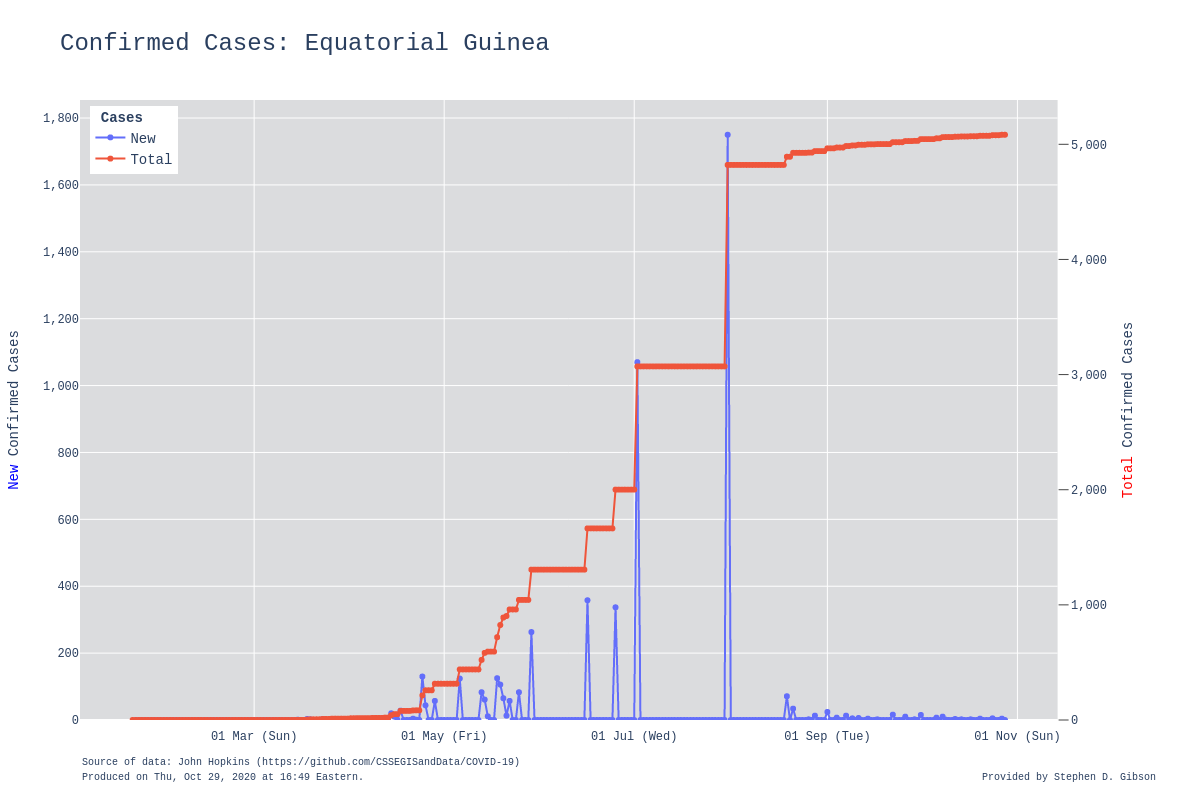 Confirmed Cases: Equatorial Guinea
Cases
New
Total
1,800
1,600
1,400
1,200
1,000
800
600
400
200
0
New Confirmed Cases
5,000
4,000
3,000
2,000
1,000
0
Total Confirmed Cases
01 Mar (Sun)
01 May (Fri)
01 Jul (Wed)
01 Sep (Tue)
01 Nov (Sun)
Source of data: John Hopkins (https://github.com/CSSEGISandData/COVID-19)
Produced on Thu, Oct 29, 2020 at 16:49 Eastern.
Provided by Stephen D. Gibson